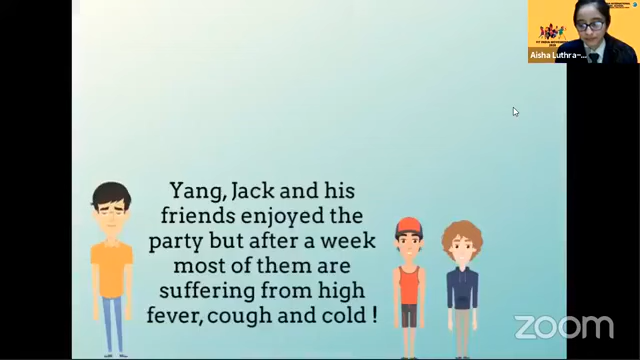 Aisha Luthra-...
Yang, Jack and his
friends enjoyed the
party but after a week
most of them are
suffering from high
fever, cough and cold !
zoom